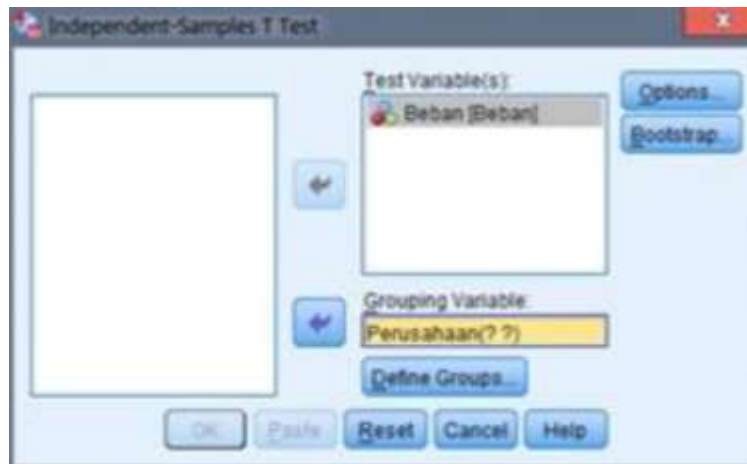 Independent-Samples T Test
Test Variable(s):
Beban [Beban]
Options...
Bootstrap...
Grouping Variable:
Perusahaan(? ?)
Define Groups...
OK Paste Reset Cancel Help